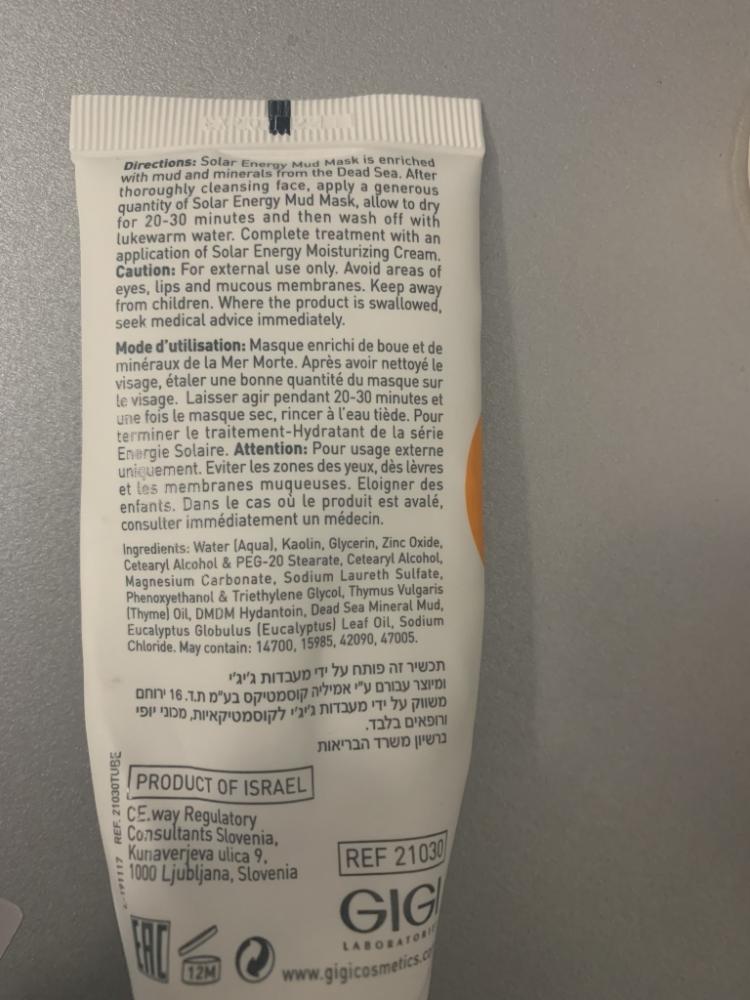 Directions: Solar Energy Mud Mask is enriched
with mud and minerals from the Dead Sea. After
thoroughly cleansing face, apply a generous
quantity of Solar Energy Mud Mask, allow to dry
for 20-30 minutes and then wash off with
lukewarm water. Complete treatment with an
application of Solar Energy Moisturizing Cream.
Caution: For external use only. Avoid areas of
eyes, lips and mucous membranes. Keep away
from children. Where the product is swallowed,
seek medical advice immediately.
Mode d'utilisation: Masque enrichi de boue et de
minéraux de la Mer Morte. Après avoir nettoyé le
visage, étaler une bonne quantité du masque sur
le visage. Laisser agir pendant 20-30 minutes et
une fois le masque sec, rincer à l'eau tiède. Pour
terminer le traitement-Hydratant de la série
Energie Solaire. Attention: Pour usage externe
uniquement. Eviter les zones des yeux, dès lèvres
et les membranes muqueuses. Eloigner des
enfants. Dans le cas où le produit est avalé,
consulter immédiatement un médecin.
Ingredients: Water (Aqua), Kaolin, Glycerin, Zinc Oxide,
Cetearyl Alcohol & PEG-20 Stearate, Cetearyl Alcohol,
Magnesium Carbonate, Sodium Laureth Sulfate,
Phenoxyethanol & Triethylene Glycol, Thymus Vulgaris
(Thyme) Oil, DMDM Hydantoin, Dead Sea Mineral Mud,
Eucalyptus Globulus (Eucalyptus) Leaf Oil, Sodium
Chloride. May contain: 14700, 15985, 42090, 47005.
תכשיר זה פותח על ידי מעבדות ג'יג'י
ומיוצר עבורם ע"י אמיליה קוסמטיקס בע"מ ת.ד. 16 ירוחם
משווק על ידי מעבדות ג'יג'י לקוסמטיקאיות, מכוני יופי
ורופאים בלבד.
ברשיון משרד הבריאות
PRODUCT OF ISRAEL
CE.way Regulatory
Consultants Slovenia,
Kunaverjeva ulica 9,
1000 Ljubljana, Slovenia
REF. 21030TUBE
REF 21030
GIGI
LABORATORIE
EAC
12M
www.gigicosmetics.co